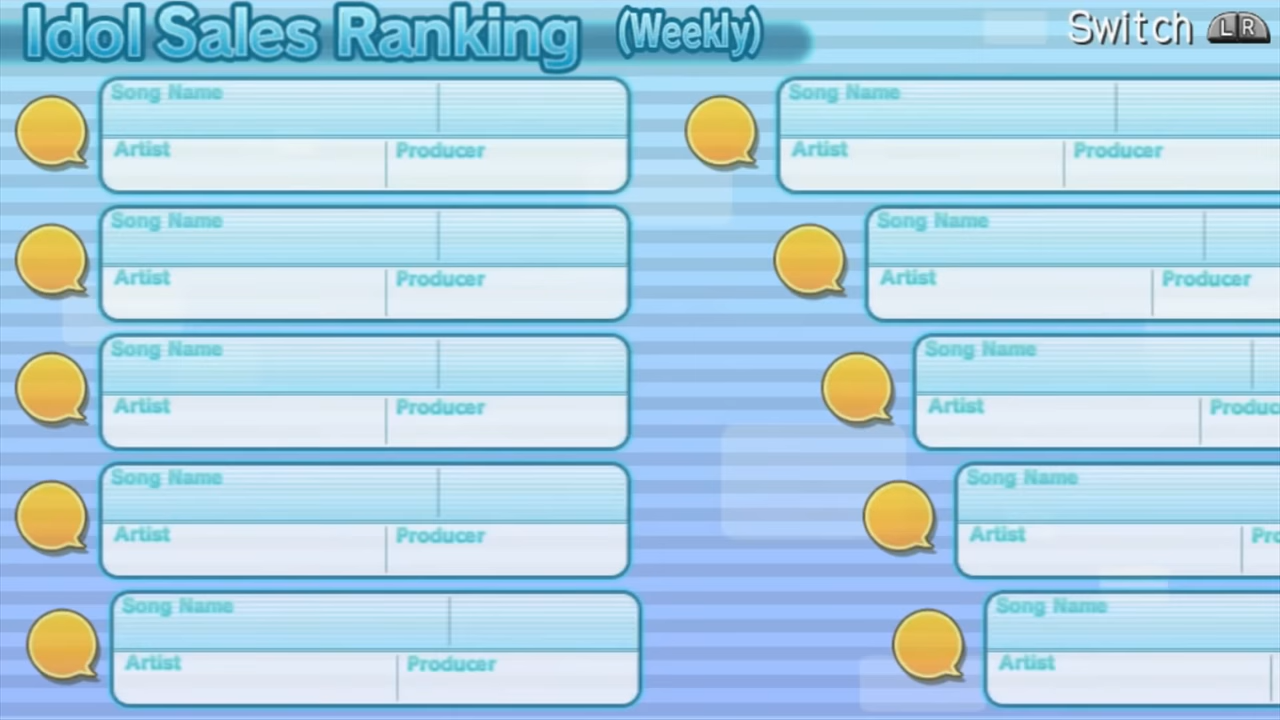 Idol Sales Ranking (Weekly)
Switch L R
Song Name
Artist Producer
Song Name
Artist Producer
Song Name
Artist Producer
Song Name
Artist Producer
Song Name
Artist Producer
Song Name
Artist Producer
Song Name
Artist Producer
Song Name
Artist Produc
Song Name
Artist Pro
Song Name
Artist